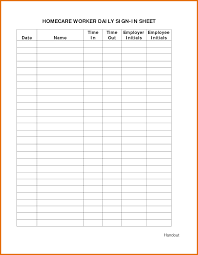 HOMECARE WORKER DAILY SIGN-IN SHEET
Date Name Time In Time Out Employer Initials Employee Initials
Handout